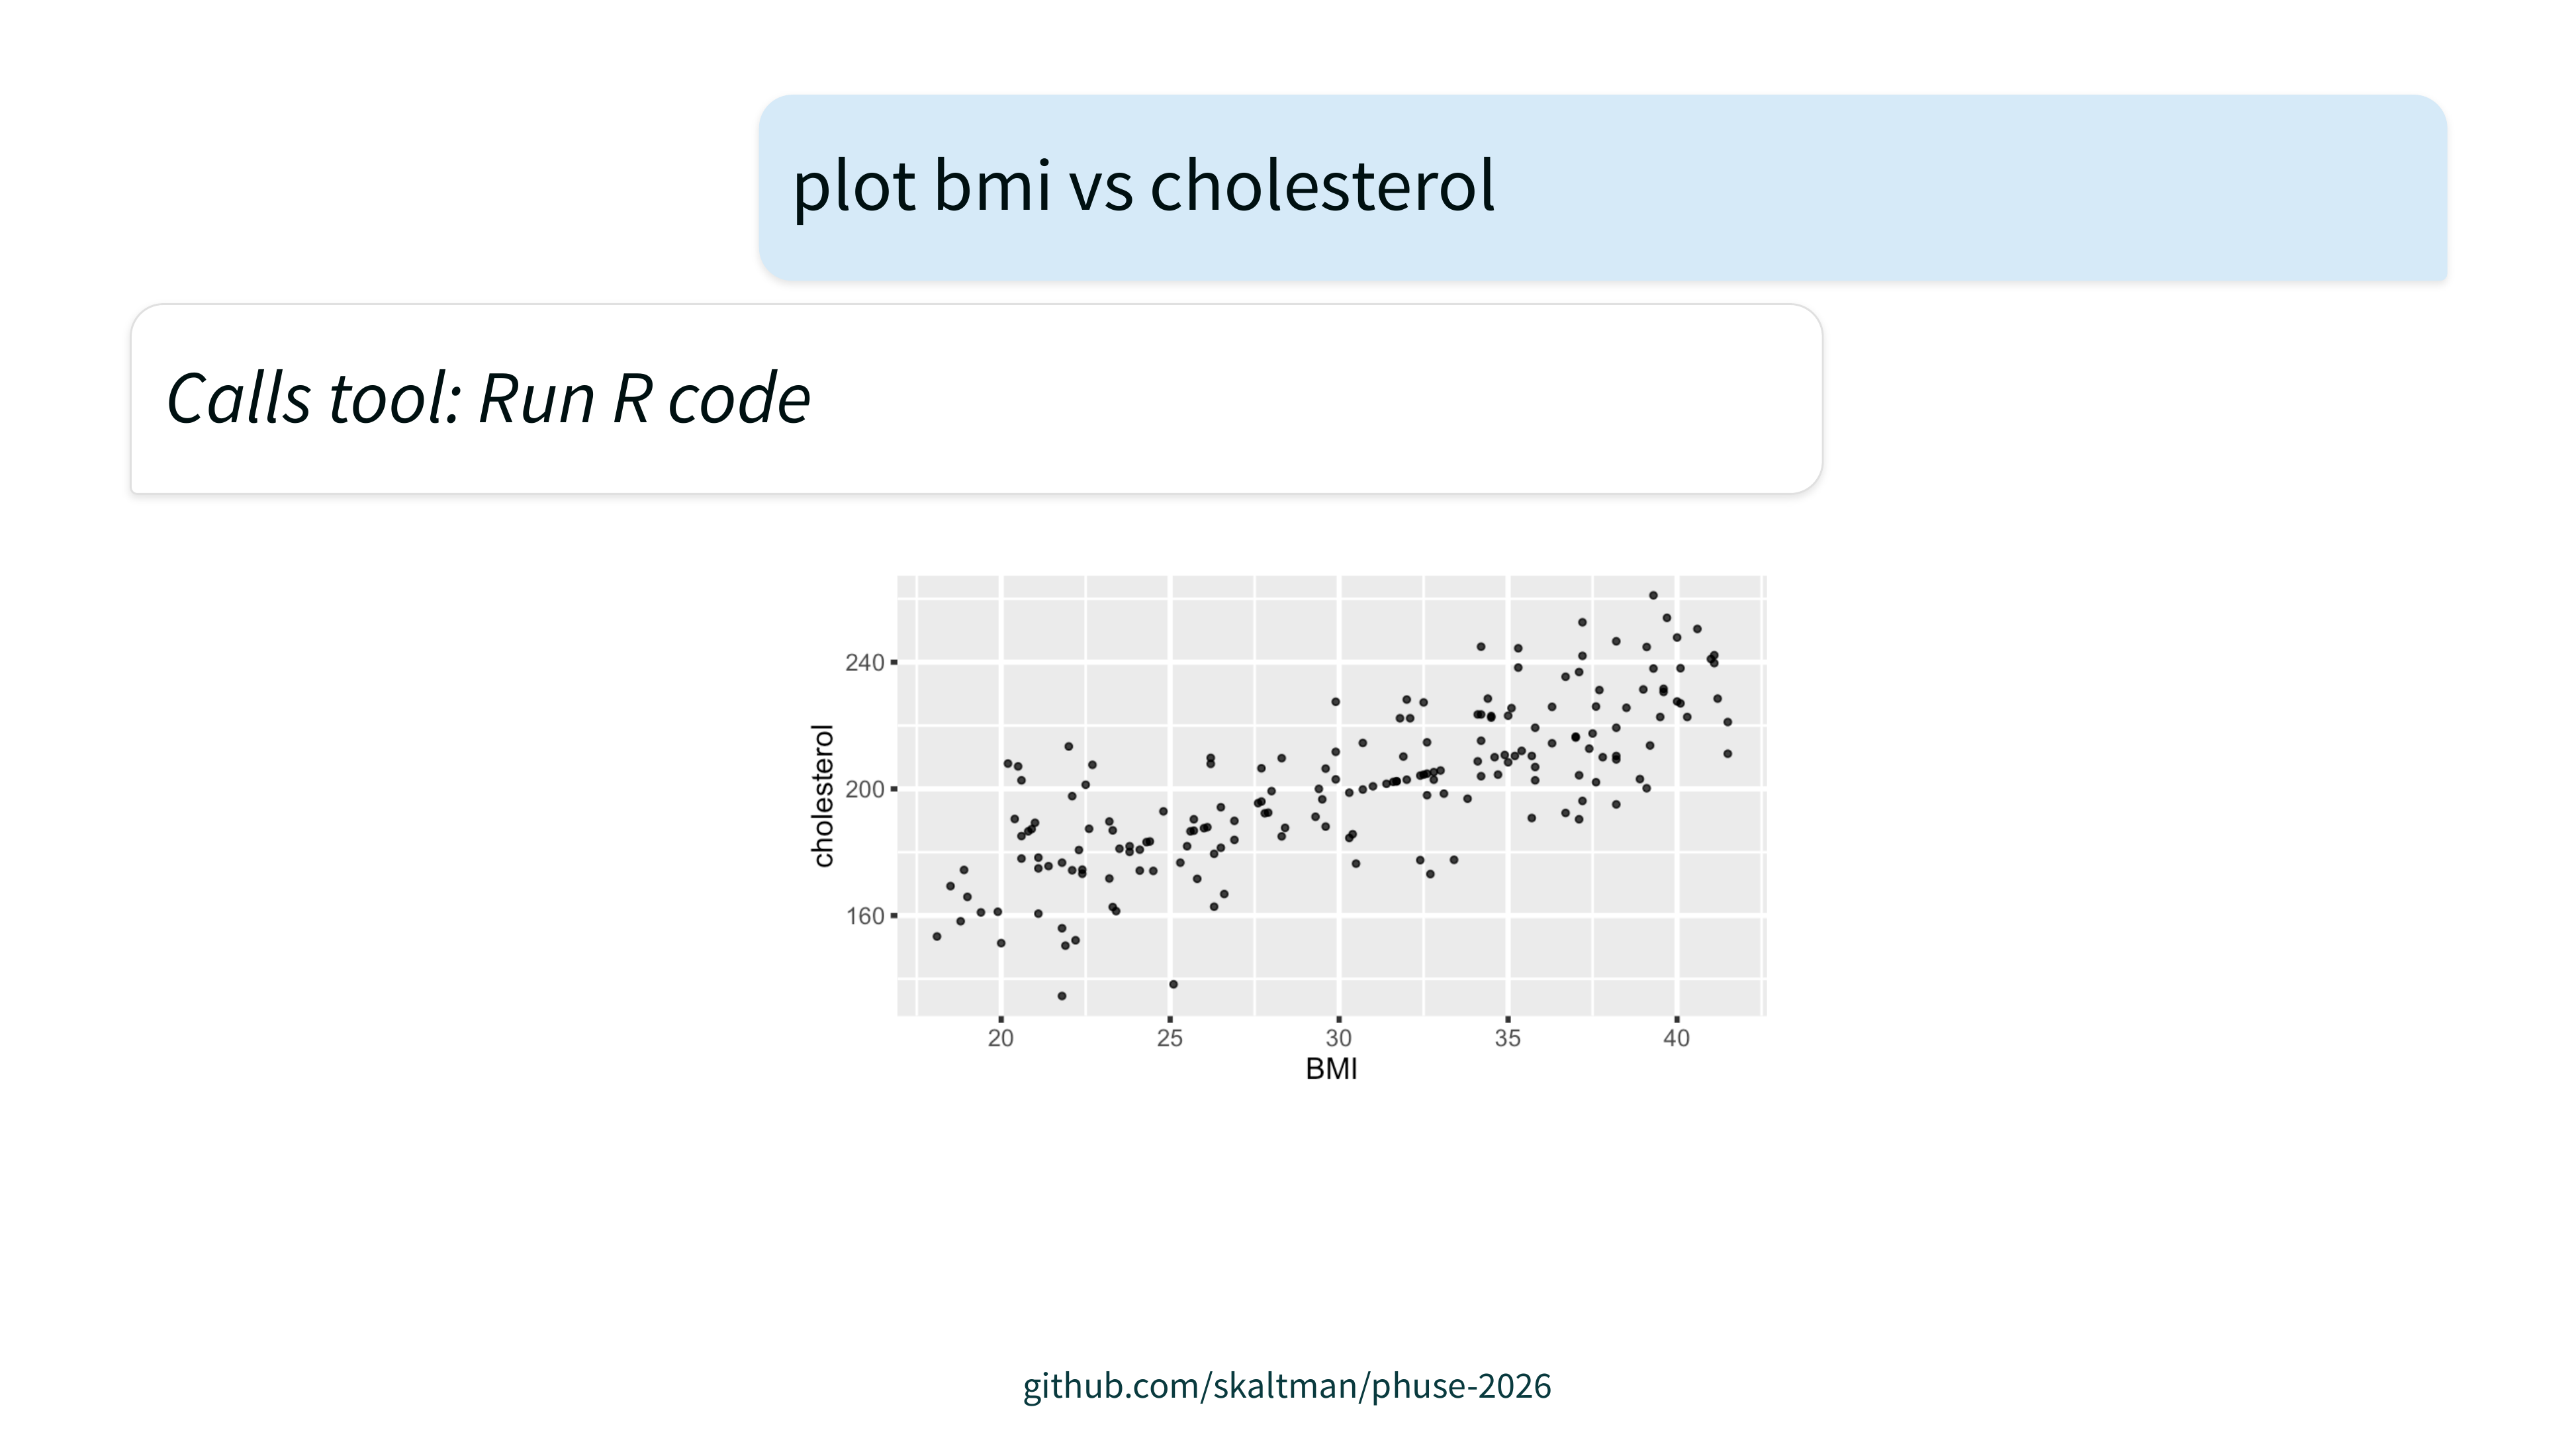 plot bmi vs cholesterol
Calls tool: Run R code
240
200
160
cholesterol
20 25 30 35 40
BMI
github.com/skaltman/phuse-2026